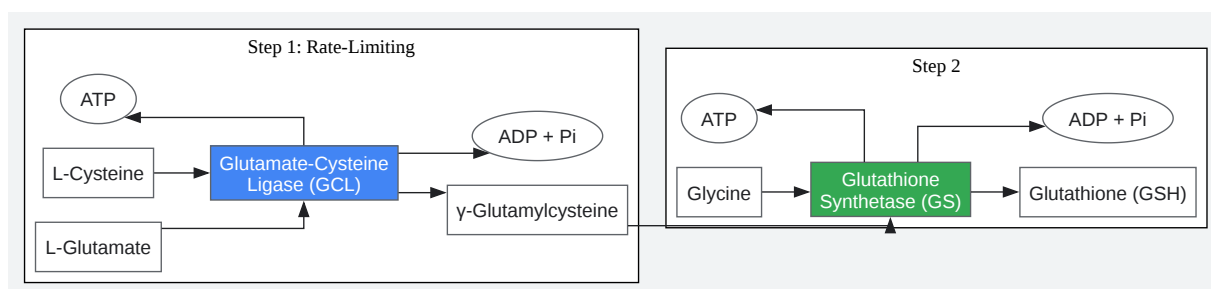 Step 1: Rate-Limiting
ATP
ADP + Pi
L-Cysteine
Glutamate-Cysteine
Ligase (GCL)
γ-Glutamylcysteine
L-Glutamate
Step 2
ATP
ADP + Pi
Glycine
Glutathione
Synthetase (GS)
Glutathione (GSH)